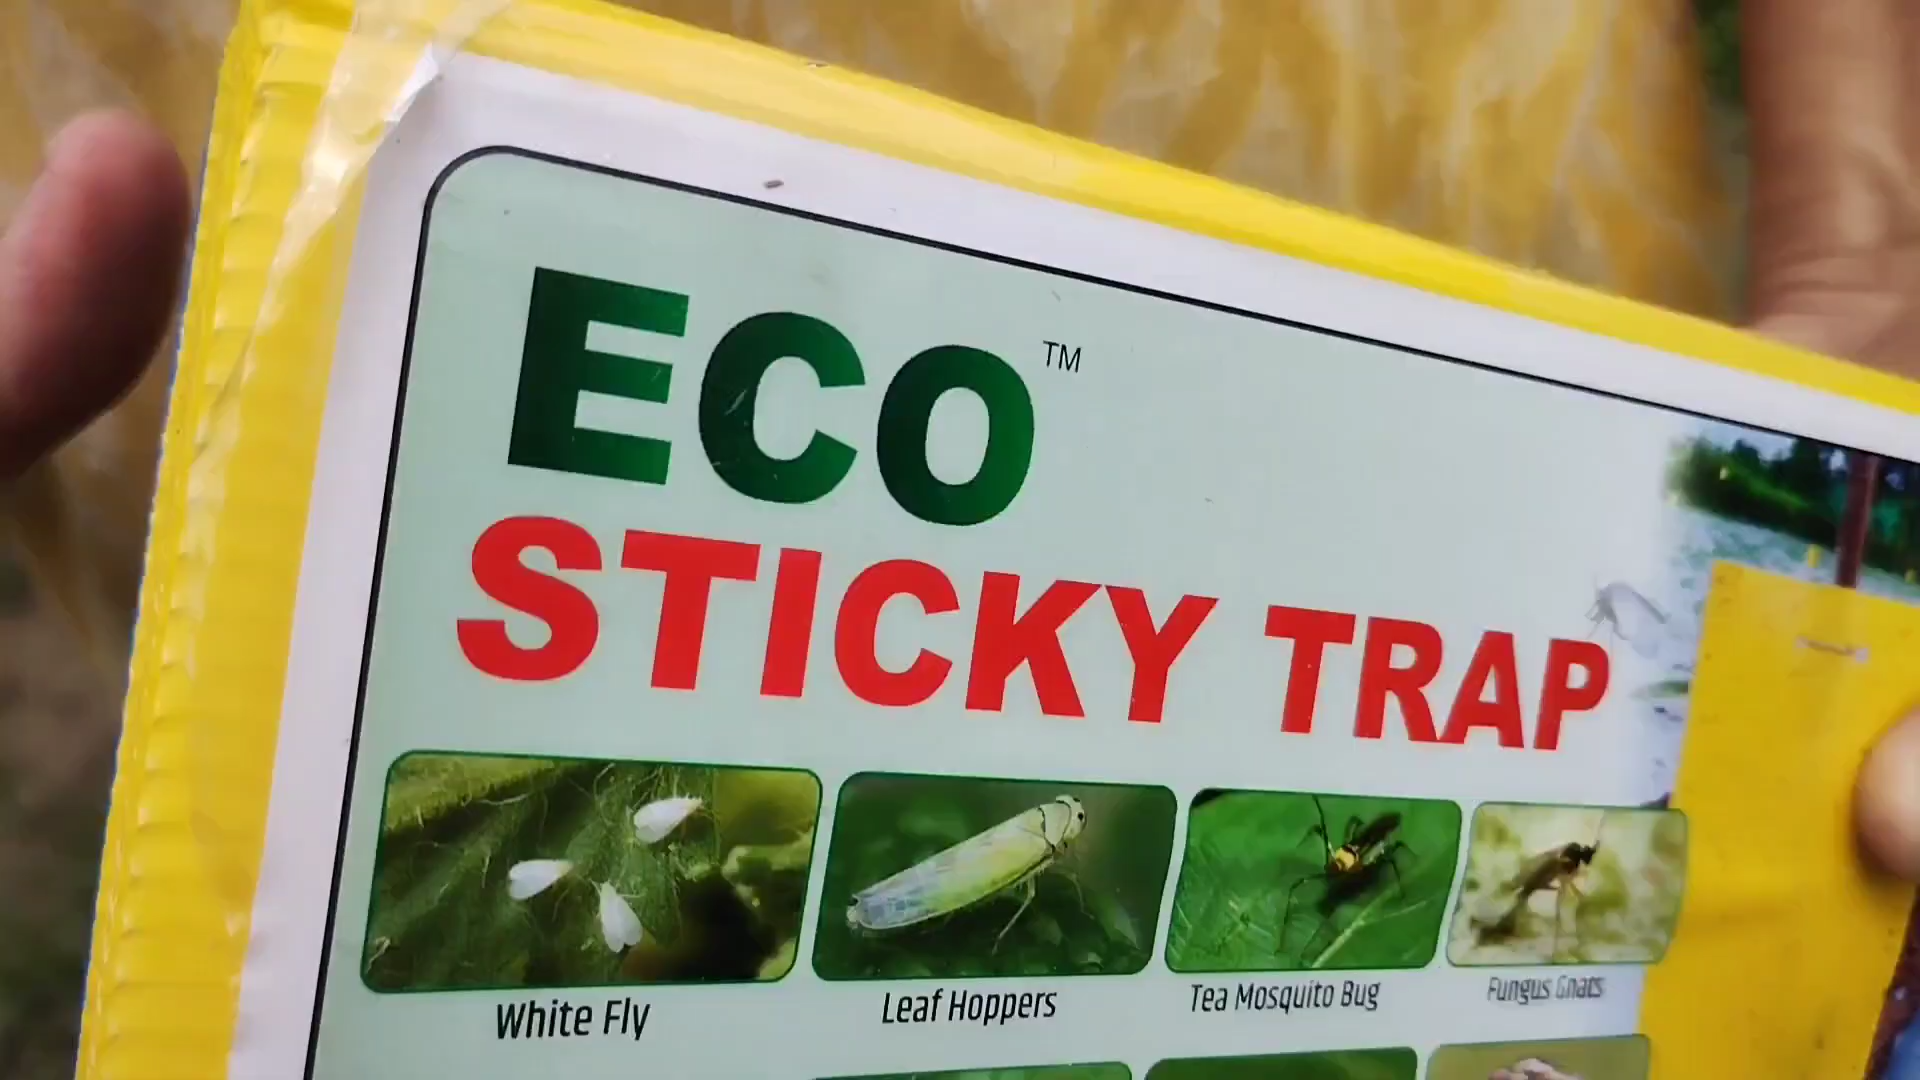 ECO™
STICKY TRAP
White Fly
Leaf Hoppers
Tea Mosquito Bug
Fungus Gnats